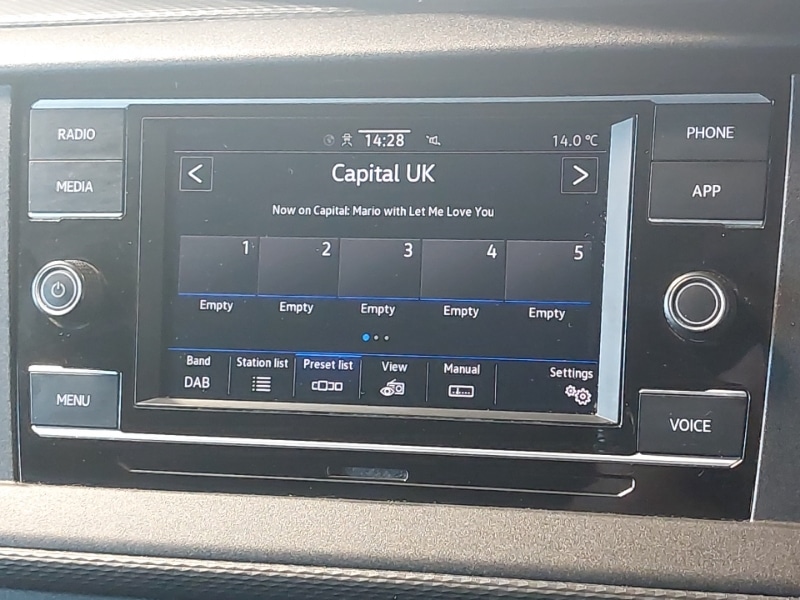 RADIO
MEDIA
MENU
14:28
14.0 °C
<
Capital UK
>
Now on Capital: Mario with Let Me Love You
1 2 3 4 5
Empty Empty Empty Empty Empty
Band Station list Preset list View Manual Settings
DAB
PHONE
APP
VOICE